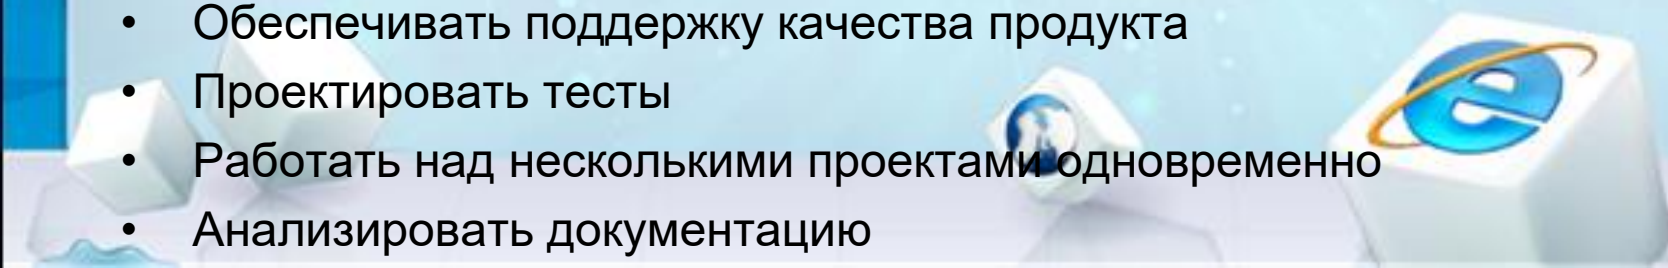 • Обеспечивать поддержку качества продукта
• Проектировать тесты
• Работать над несколькими проектами одновременно
• Анализировать документацию